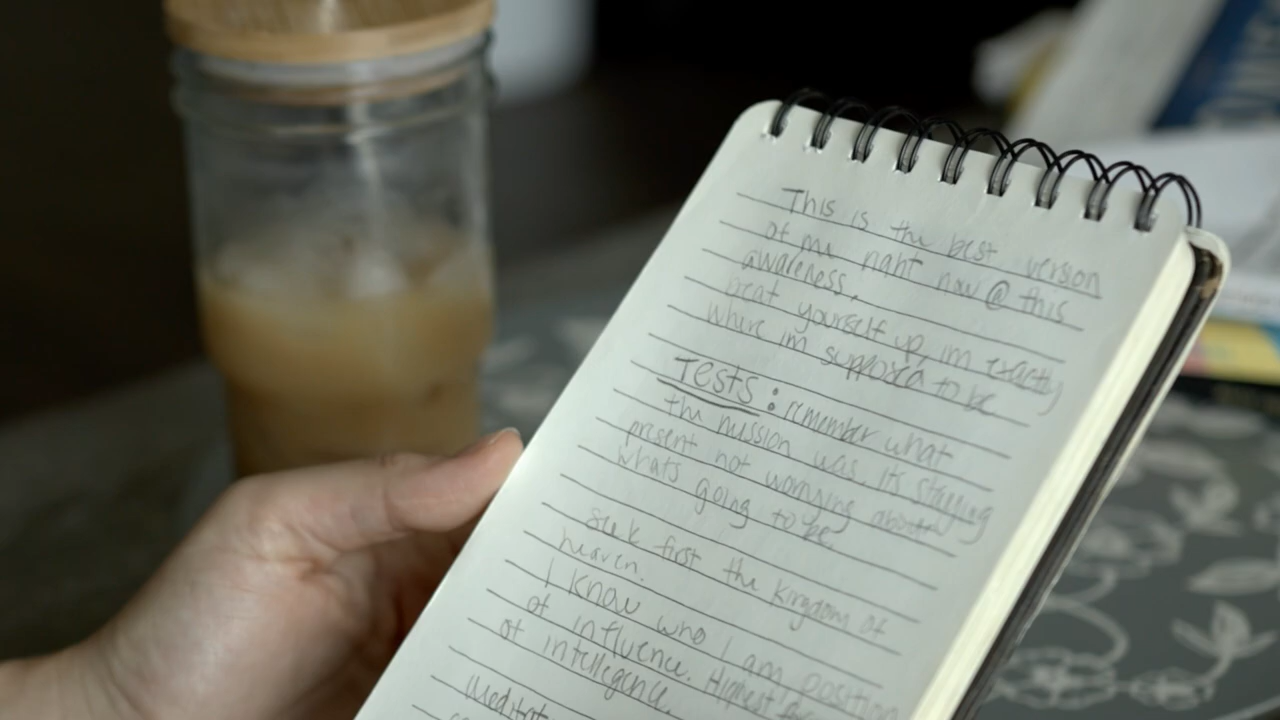 This is the best version
of me right now @ this
awareness,
treat yourself up, im exactly
where im supposed to be
Tests: remember what
the mission was. Its staying
present not worrying about
whats going to be.
seek first the kingdom of
heaven.
I know who I am position
of influence. Highest
of intellegence.